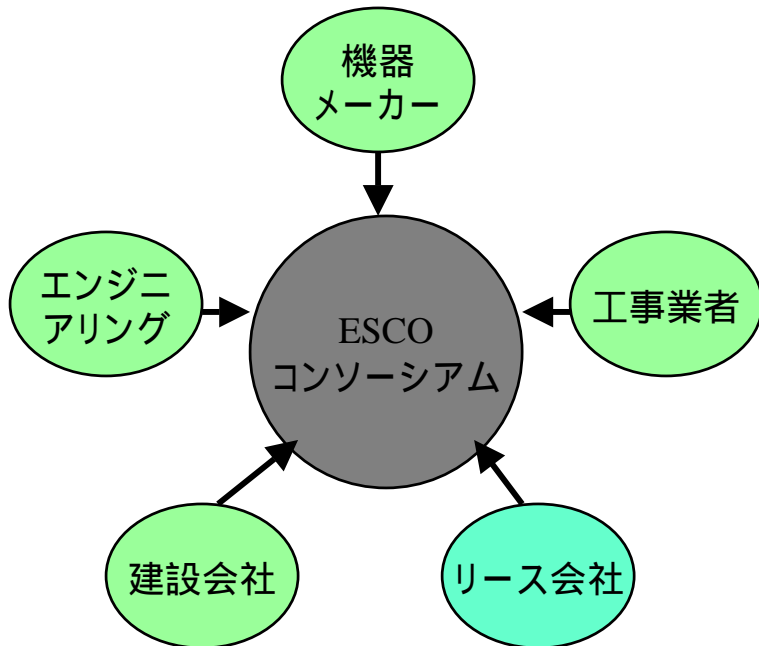 機器
メーカー
エンジニ
アリング
工事業者
ESCO
コンソーシアム
建設会社
リース会社